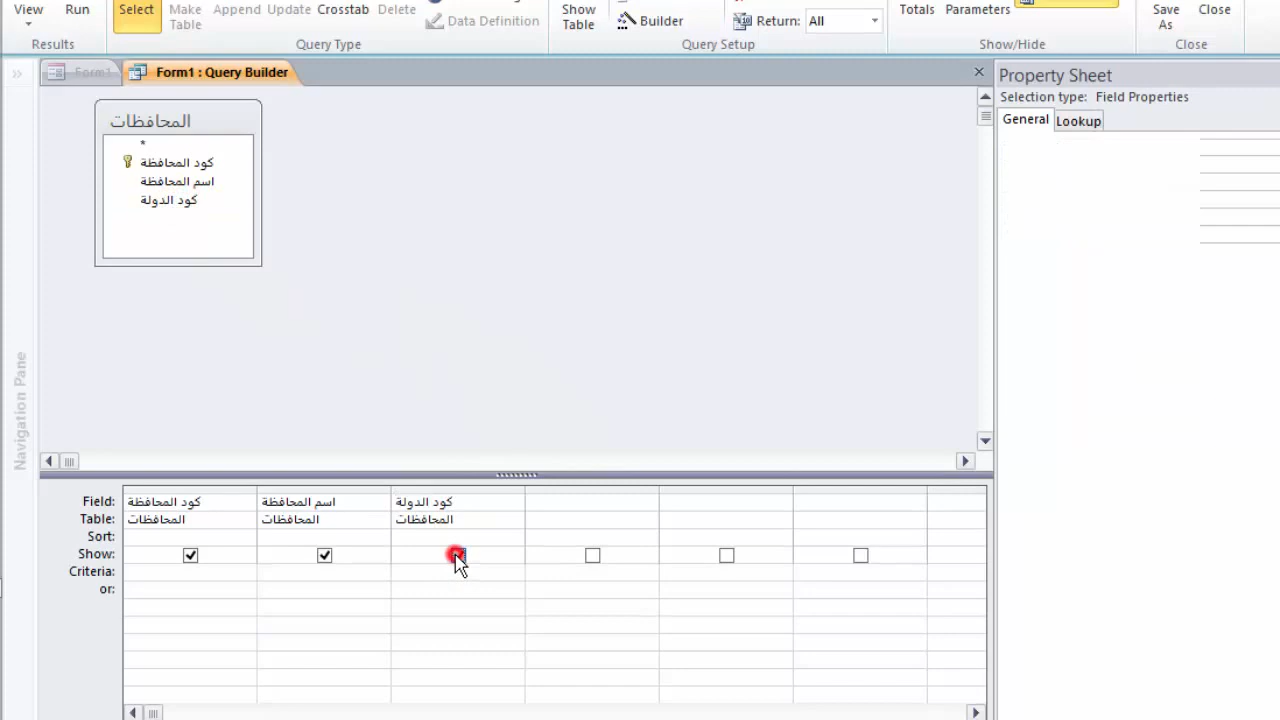 View Run Select Make Table Append Update Crosstab Delete Data Definition Show Table Builder Return: All Totals Parameters Save As Close
Results Query Type Query Setup Show/Hide Close
Form1 Form1 : Query Builder
Property Sheet
Selection type: Field Properties
General Lookup
المحافظات
*
كود المحافظة
اسم المحافظة
كود الدولة
Navigation Pane
Field: كود المحافظة اسم المحافظة كود الدولة
Table: المحافظات المحافظات المحافظات
Sort:
Show:
Criteria:
or: